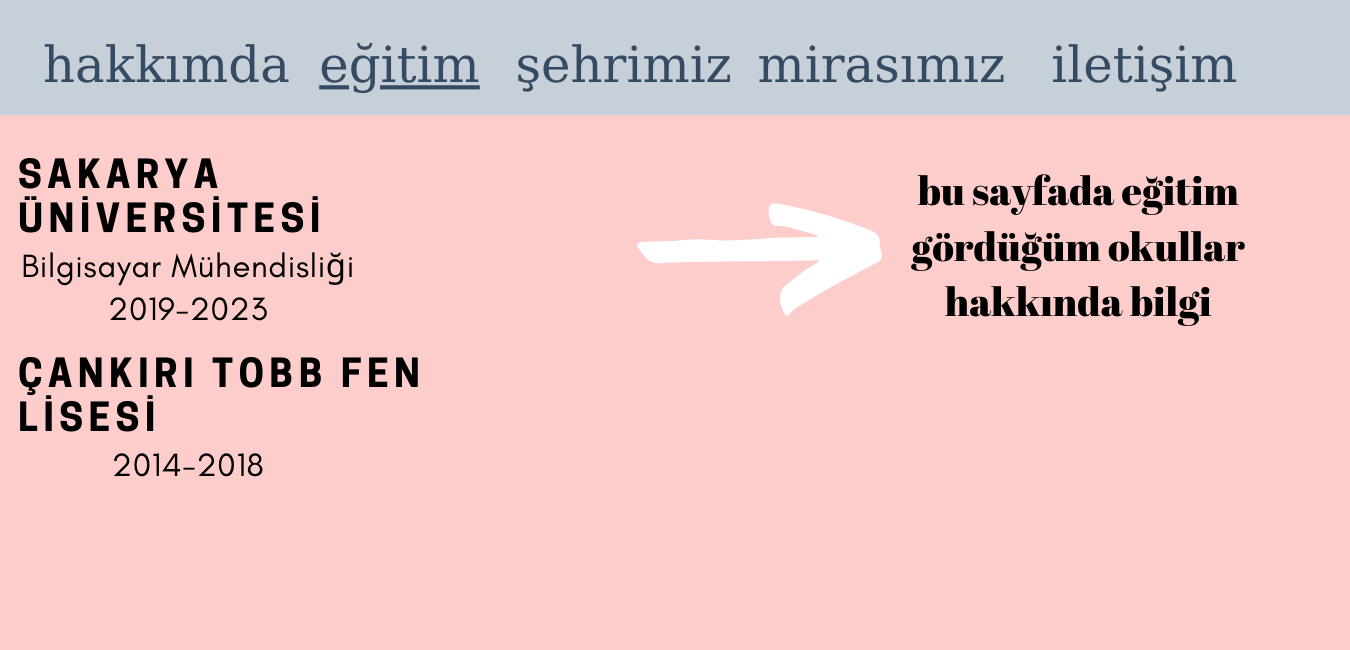 hakkımda eğitim şehrimiz mirasımız iletişim
SAKARYA
ÜNİVERSİTESİ
Bilgisayar Mühendisliği
2019-2023
ÇANKIRI TOBB FEN
LİSESİ
2014-2018
bu sayfada eğitim
gördüğüm okullar
hakkında bilgi